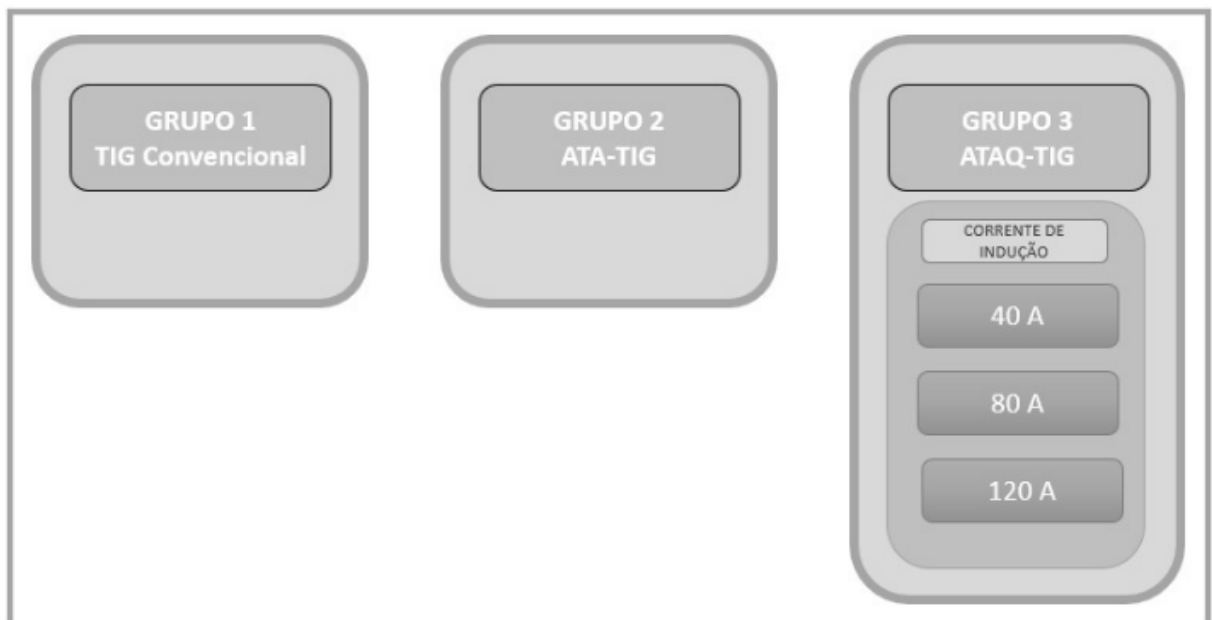 GRUPO 1
TIG Convencional
GRUPO 2
ATA-TIG
GRUPO 3
ATAQ-TIG
CORRENTE DE
INDUÇÃO
40 A
80 A
120 A